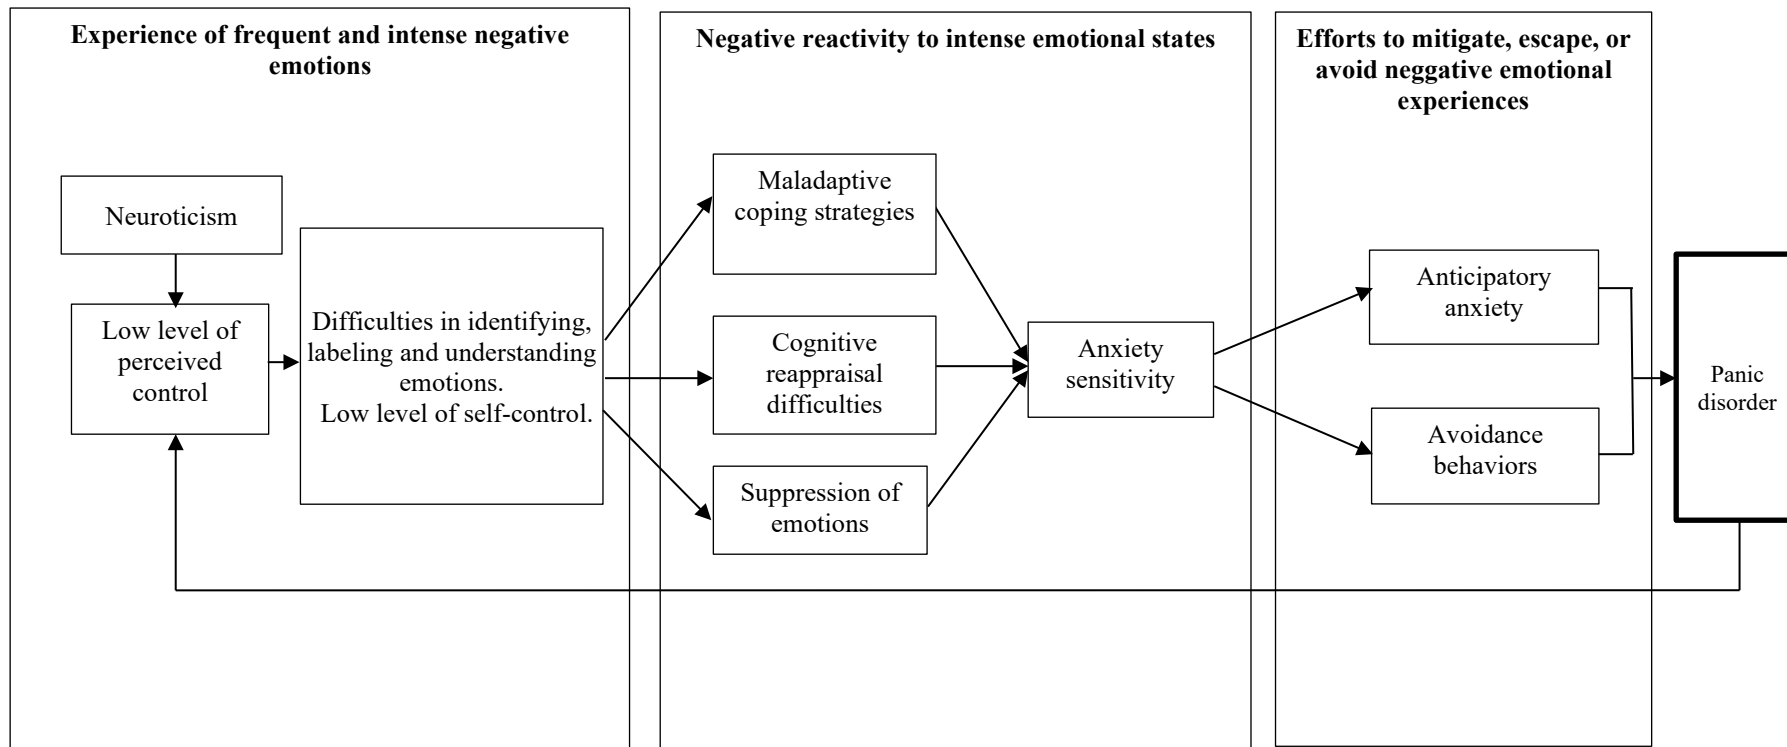 Experience of frequent and intense negative
emotions
Neuroticism
Low level of
perceived
control
Difficulties in identifying,
labeling and understanding
emotions.
Low level of self-control.
Negative reactivity to intense emotional states
Maladaptive
coping strategies
Cognitive
reappraisal
difficulties
Suppression of
emotions
Anxiety
sensitivity
Efforts to mitigate, escape, or
avoid neggative emotional
experiences
Anticipatory
anxiety
Avoidance
behaviors
Panic
disorder